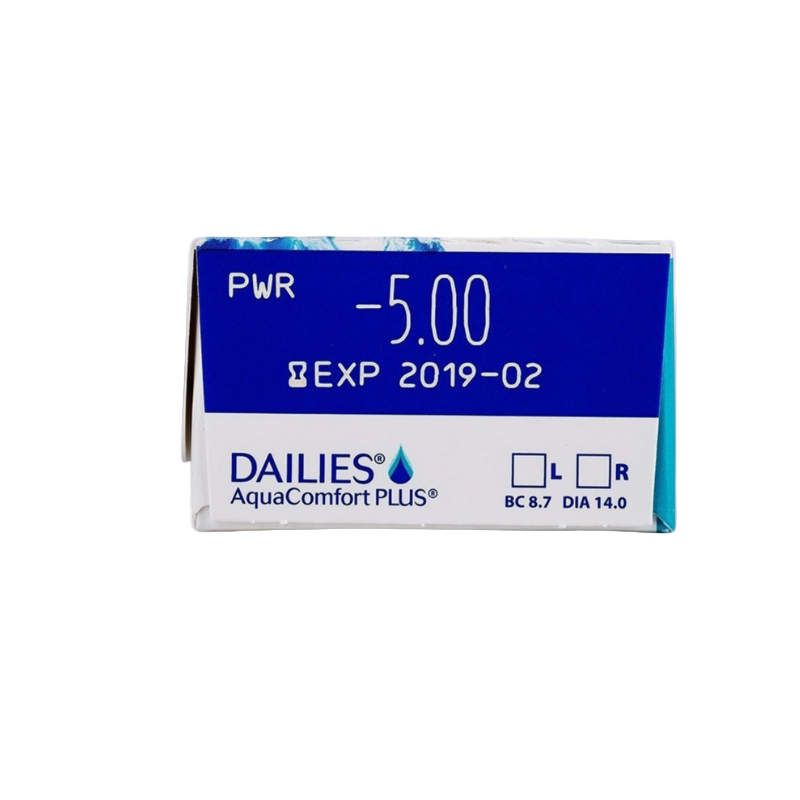 PWR
-5.00
EXP 2019-02
DAILIES®
AquaComfort PLUS®
L R
BC 8.7 DIA 14.0